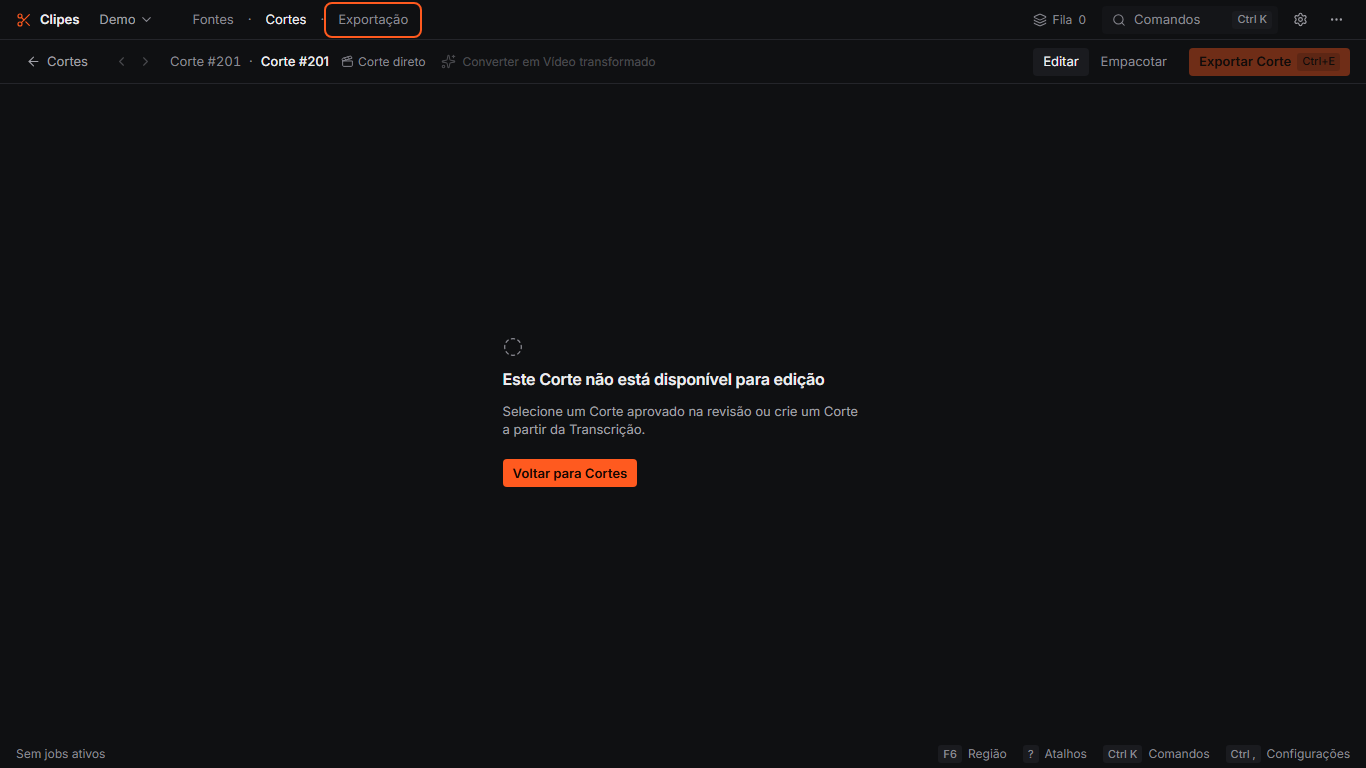 Clipes Demo Fontes · Cortes · Exportação Fila 0 Comandos Ctrl K
Cortes Corte #201 · Corte #201 Corte direto Converter em Vídeo transformado Editar Empacotar Exportar Corte Ctrl+E
Este Corte não está disponível para edição
Selecione um Corte aprovado na revisão ou crie um Corte
a partir da Transcrição.
Voltar para Cortes
Sem jobs ativos F6 Região ? Atalhos Ctrl K Comandos Ctrl , Configurações